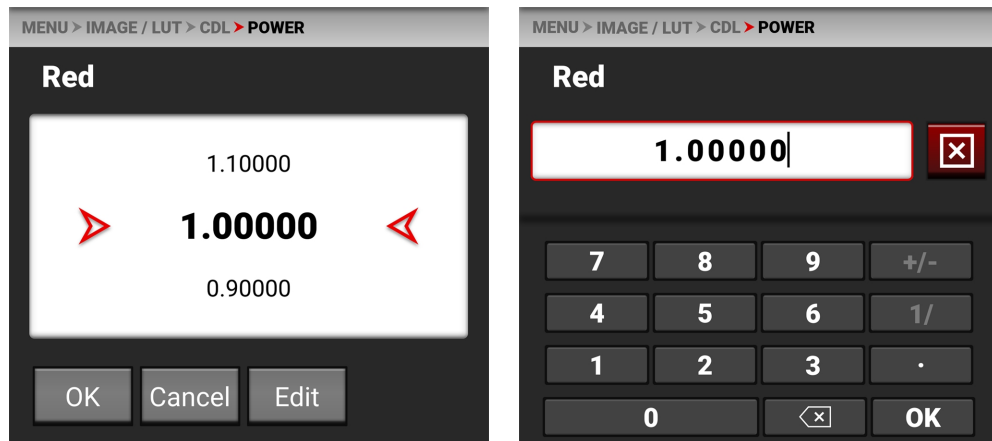 MENU > IMAGE / LUT > CDL > POWER
Red
1.10000
1.00000
0.90000
OK Cancel Edit
MENU > IMAGE / LUT > CDL > POWER
Red
1.00000
7 8 9 +/-
4 5 6 1/
1 2 3 .
0 OK